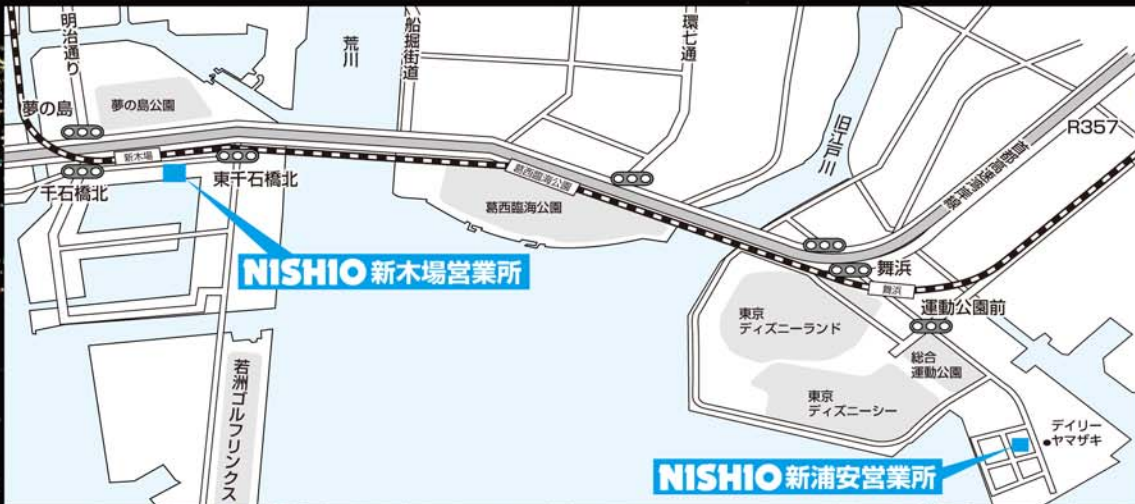 明治通り
荒川
船堀街道
環七通
旧江戸川
R357
首都高速湾岸線
夢の島
夢の島公園
新木場
千石橋北
東千石橋北
葛西臨海公園
葛西臨海公園
NISHIO 新木場営業所
舞浜
舞浜
運動公園前
東京
ディズニーランド
総合
運動公園
若洲ゴルフリンクス
東京
ディズニーシー
デイリー
ヤマザキ
NISHIO 新浦安営業所